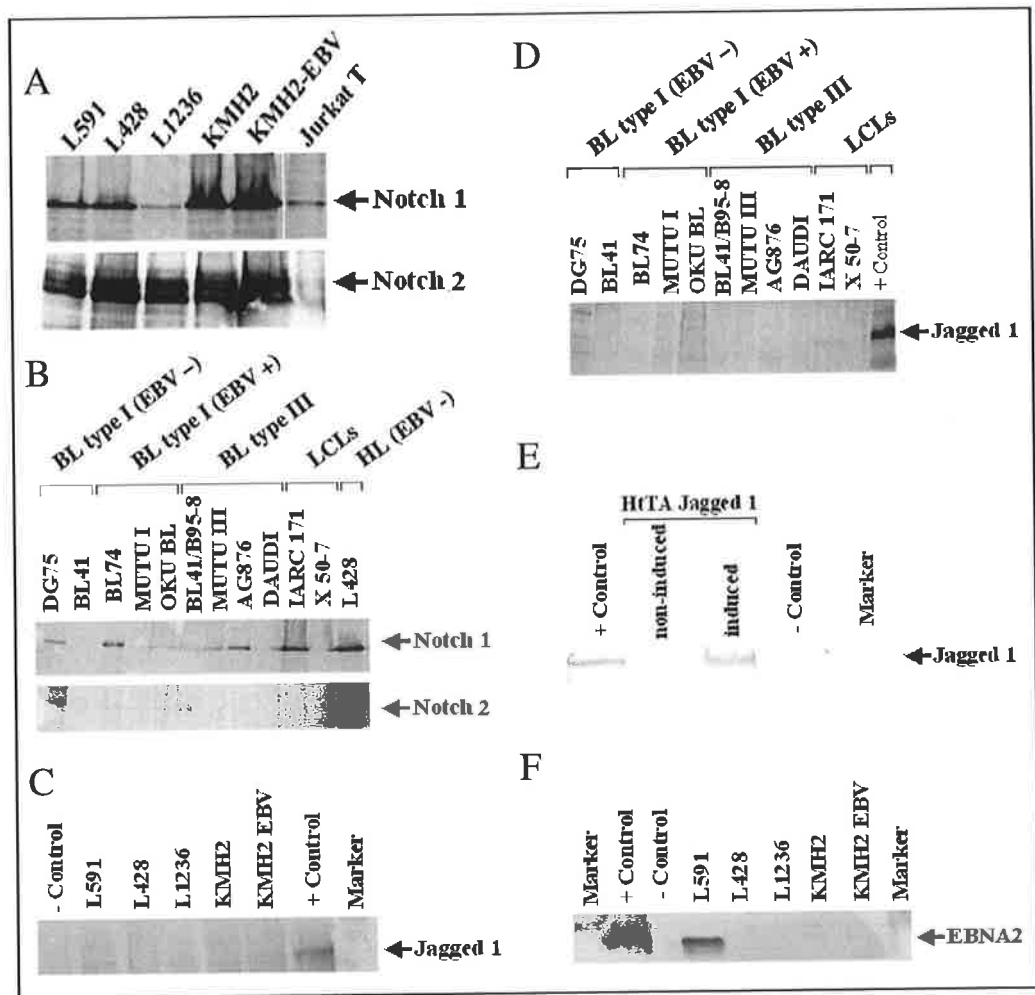 A
L591
L428
L1236
KMH2
KMH2-EBV
Jurkat T
Notch 1
Notch 2
B
BL type I (EBV –)
BL type I (EBV +)
BL type III
LCLs
HL (EBV -)
DG75
BL41
BL74
MUTU I
OKU BL
BL41/B95-8
MUTU III
AG876
DAUDI
IARC 171
X 50-7
L428
Notch 1
Notch 2
C
- Control
L591
L-428
L1236
KMH2
KMH2 EBV
+ Control
Marker
Jagged 1
D
BL type I (EBV –)
BL type I (EBV +)
BL type III
LCLs
DG75
BL41
BL74
MUTU I
OKU BL
BL41/B95-8
MUTU III
AG876
DAUDI
IARC 171
X 50-7
+ Control
Jagged 1
E
HtTA Jagged 1
+ Control
non-induced
induced
- Control
Marker
Jagged 1
F
Marker
+ Control
- Control
L591
L428
L1236
KMH2
KMH2 EBV
Marker
EBNA2